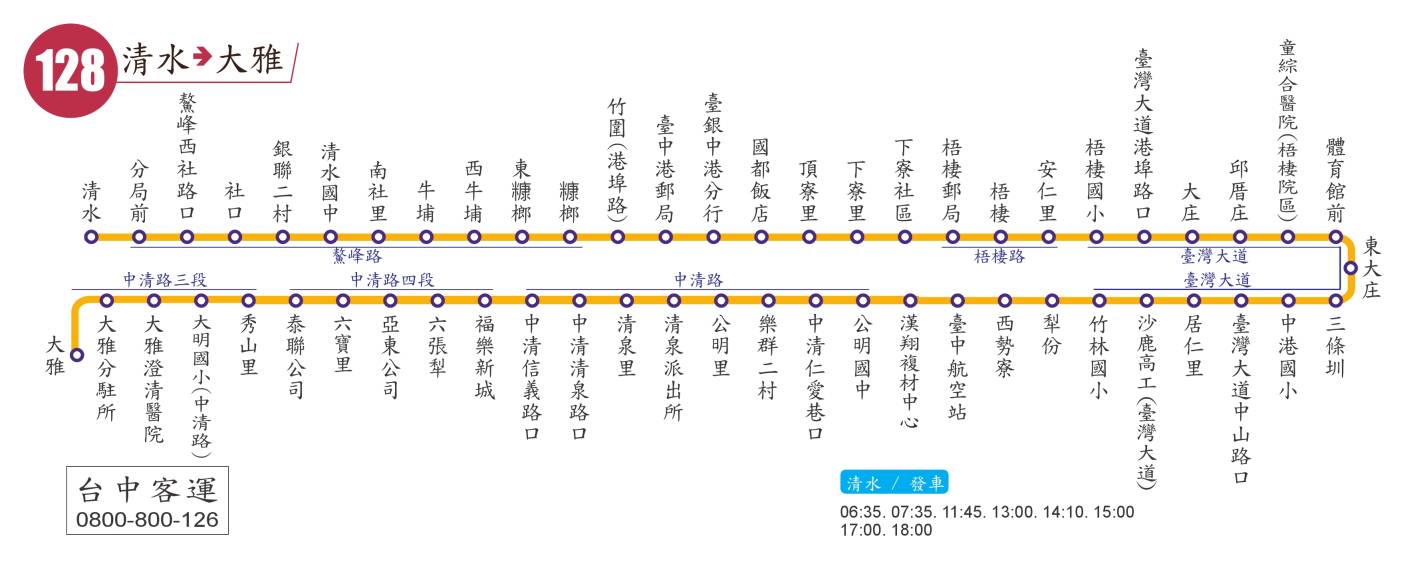 128 清水➔大雅
清水
分局前
鰲峰西社路口
社口
銀聯二村
清水國中
南社里
牛埔
西牛埔
東糠榔
糠榔
竹圍(港埠路)
臺中港郵局
臺銀中港分行
國都飯店
頂寮里
下寮里
下寮社區
梧棲郵局
梧棲
安仁里
梧棲國小
臺灣大道港埠路口
大庄
邱厝庄
童綜合醫院(梧棲院區)
體育館前
鰲峰路
梧棲路
臺灣大道
東大庄
中清路三段
中清路四段
中清路
臺灣大道
大雅
大雅分駐所
大雅澄清醫院
大明國小(中清路)
秀山里
泰聯公司
六寶里
亞東公司
六張犁
福樂新城
中清信義路口
中清清泉路口
清泉里
清泉派出所
公明里
樂群二村
中清仁愛巷口
公明國中
漢翔複材中心
臺中航空站
西勢寮
犁份
竹林國小
沙鹿高工(臺灣大道)
居仁里
臺灣大道中山路口
中港國小
三條圳
台中客運
0800-800-126
清水 / 發車
06:35. 07:35. 11:45. 13:00. 14:10. 15:00
17:00. 18:00